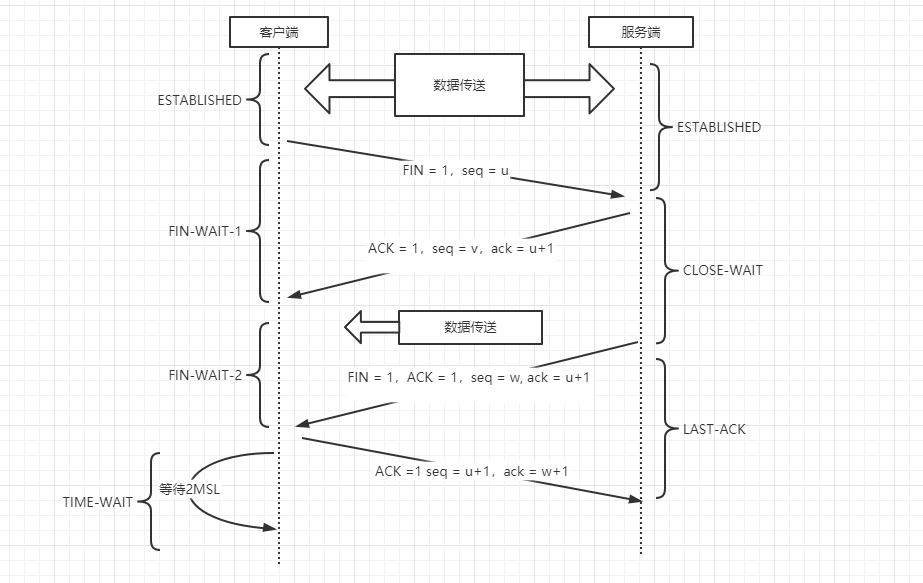 客户端
服务端
数据传送
ESTABLISHED
ESTABLISHED
FIN = 1，seq = u
FIN-WAIT-1
ACK = 1，seq = v，ack = u+1
CLOSE-WAIT
数据传送
FIN-WAIT-2
FIN = 1，ACK = 1，seq = w, ack = u+1
LAST-ACK
ACK =1 seq = u+1，ack = w+1
等待2MSL
TIME-WAIT